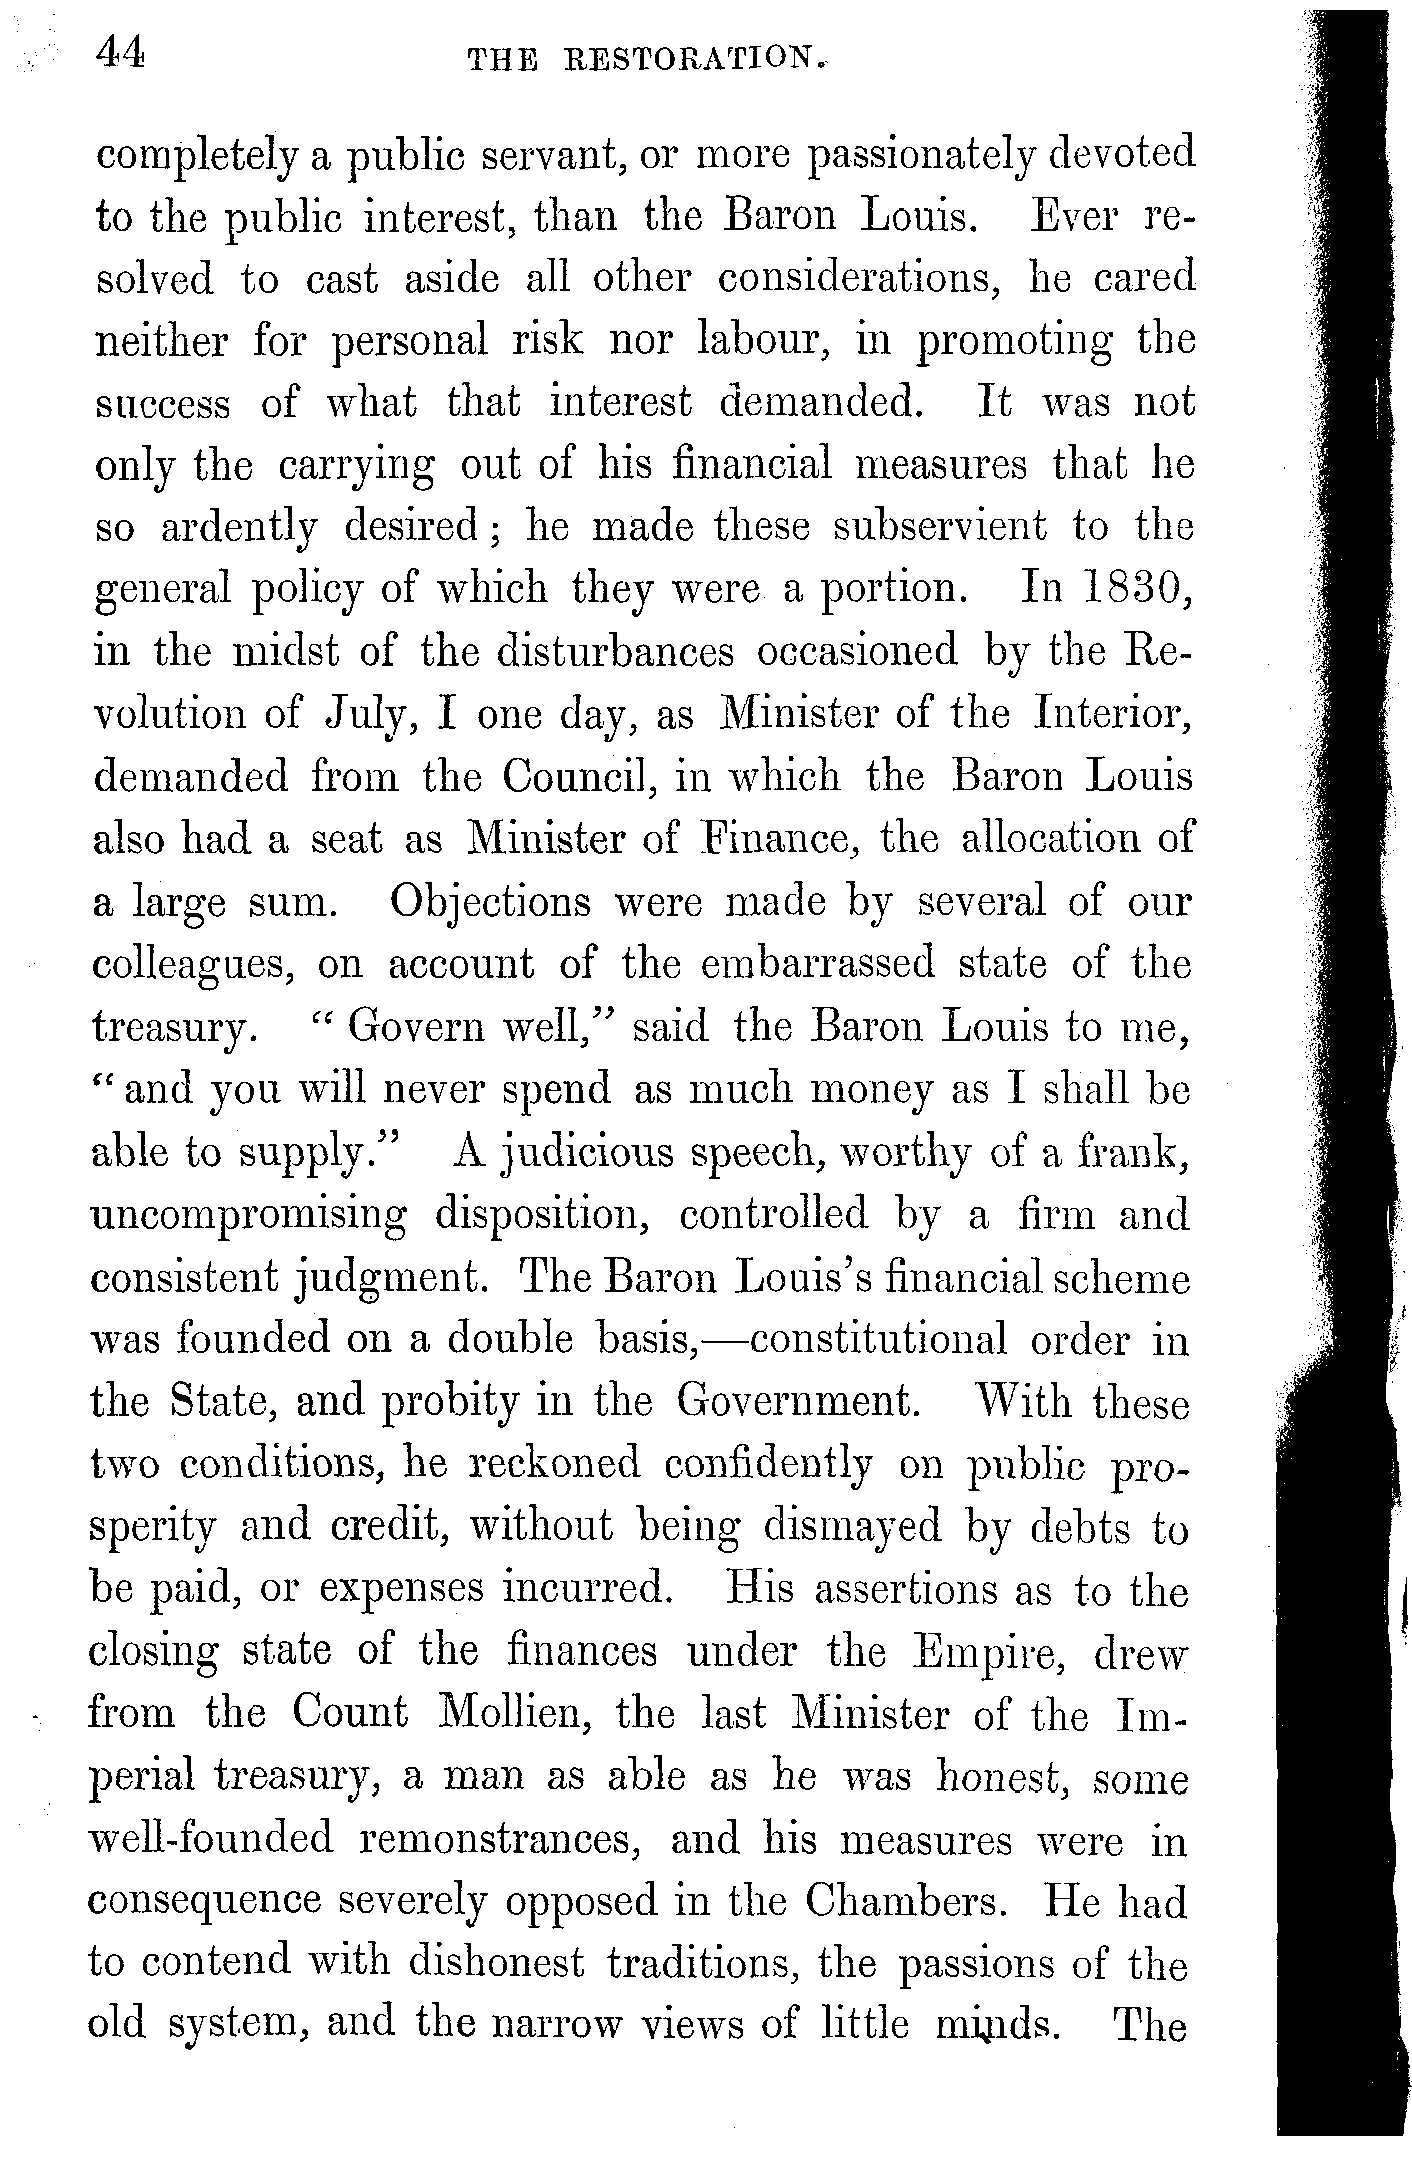 44 THE RESTORATION.
completely a public servant, or more passionately devoted
to the public interest, than the Baron Louis. Ever re-
solved to cast aside all other considerations, he cared
neither for personal risk nor labour, in promoting the
success of what that interest demanded. It was not
only the carrying out of his financial measures that he
so ardently desired; he made these subservient to the
general policy of which they were a portion. In 1830,
in the midst of the disturbances occasioned by the Re-
volution of July, I one day, as Minister of the Interior,
demanded from the Council, in which the Baron Louis
also had a seat as Minister of Finance, the allocation of
a large sum. Objections were made by several of our
colleagues, on account of the embarrassed state of the
treasury. “Govern well,” said the Baron Louis to me,
“and you will never spend as much money as I shall be
able to supply.” A judicious speech, worthy of a frank,
uncompromising disposition, controlled by a firm and
consistent judgment. The Baron Louis’s financial scheme
was founded on a double basis,—constitutional order in
the State, and probity in the Government. With these
two conditions, he reckoned confidently on public pro-
sperity and credit, without being dismayed by debts to
be paid, or expenses incurred. His assertions as to the
closing state of the finances under the Empire, drew
from the Count Mollien, the last Minister of the Im-
perial treasury, a man as able as he was honest, some
well-founded remonstrances, and his measures were in
consequence severely opposed in the Chambers. He had
to contend with dishonest traditions, the passions of the
old system, and the narrow views of little minds. The